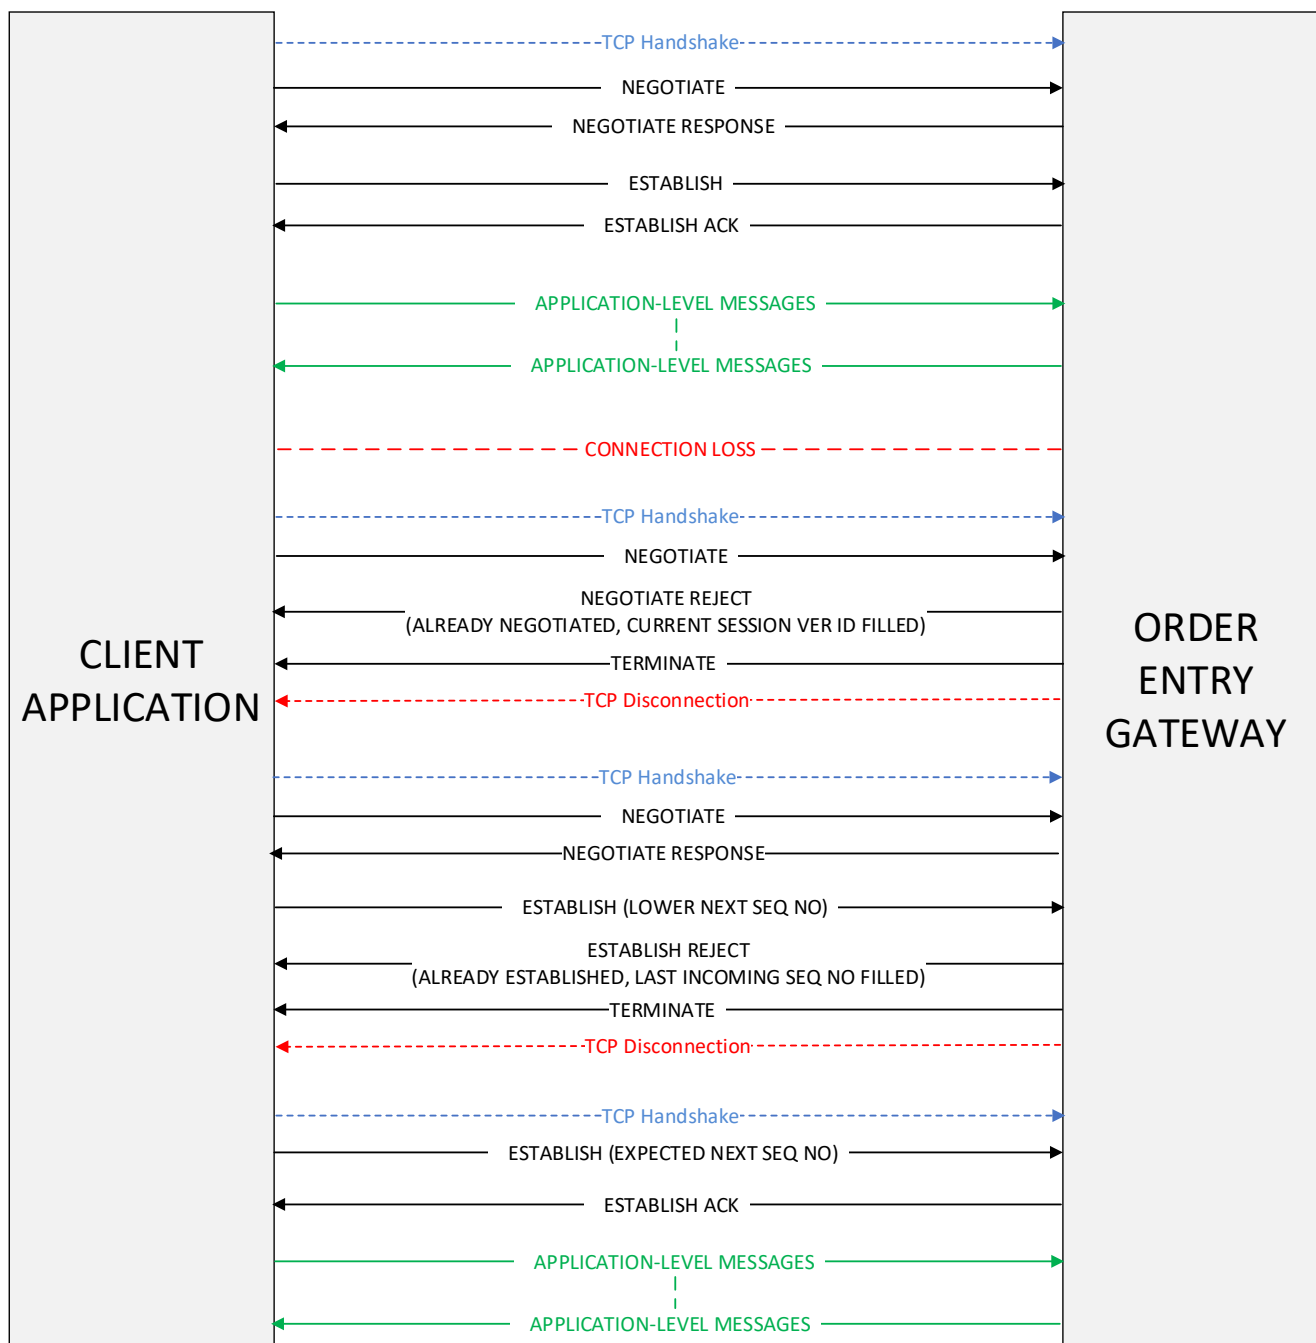 TCP Handshake
NEGOTIATE
NEGOTIATE RESPONSE
ESTABLISH
ESTABLISH ACK
APPLICATION-LEVEL MESSAGES
APPLICATION-LEVEL MESSAGES
CONNECTION LOSS
TCP Handshake
NEGOTIATE
NEGOTIATE REJECT
(ALREADY NEGOTIATED, CURRENT SESSION VER ID FILLED)
TERMINATE
TCP Disconnection
CLIENT
APPLICATION
ORDER
ENTRY
GATEWAY
TCP Handshake
NEGOTIATE
NEGOTIATE RESPONSE
ESTABLISH (LOWER NEXT SEQ NO)
ESTABLISH REJECT
(ALREADY ESTABLISHED, LAST INCOMING SEQ NO FILLED)
TERMINATE
TCP Disconnection
TCP Handshake
ESTABLISH (EXPECTED NEXT SEQ NO)
ESTABLISH ACK
APPLICATION-LEVEL MESSAGES
APPLICATION-LEVEL MESSAGES